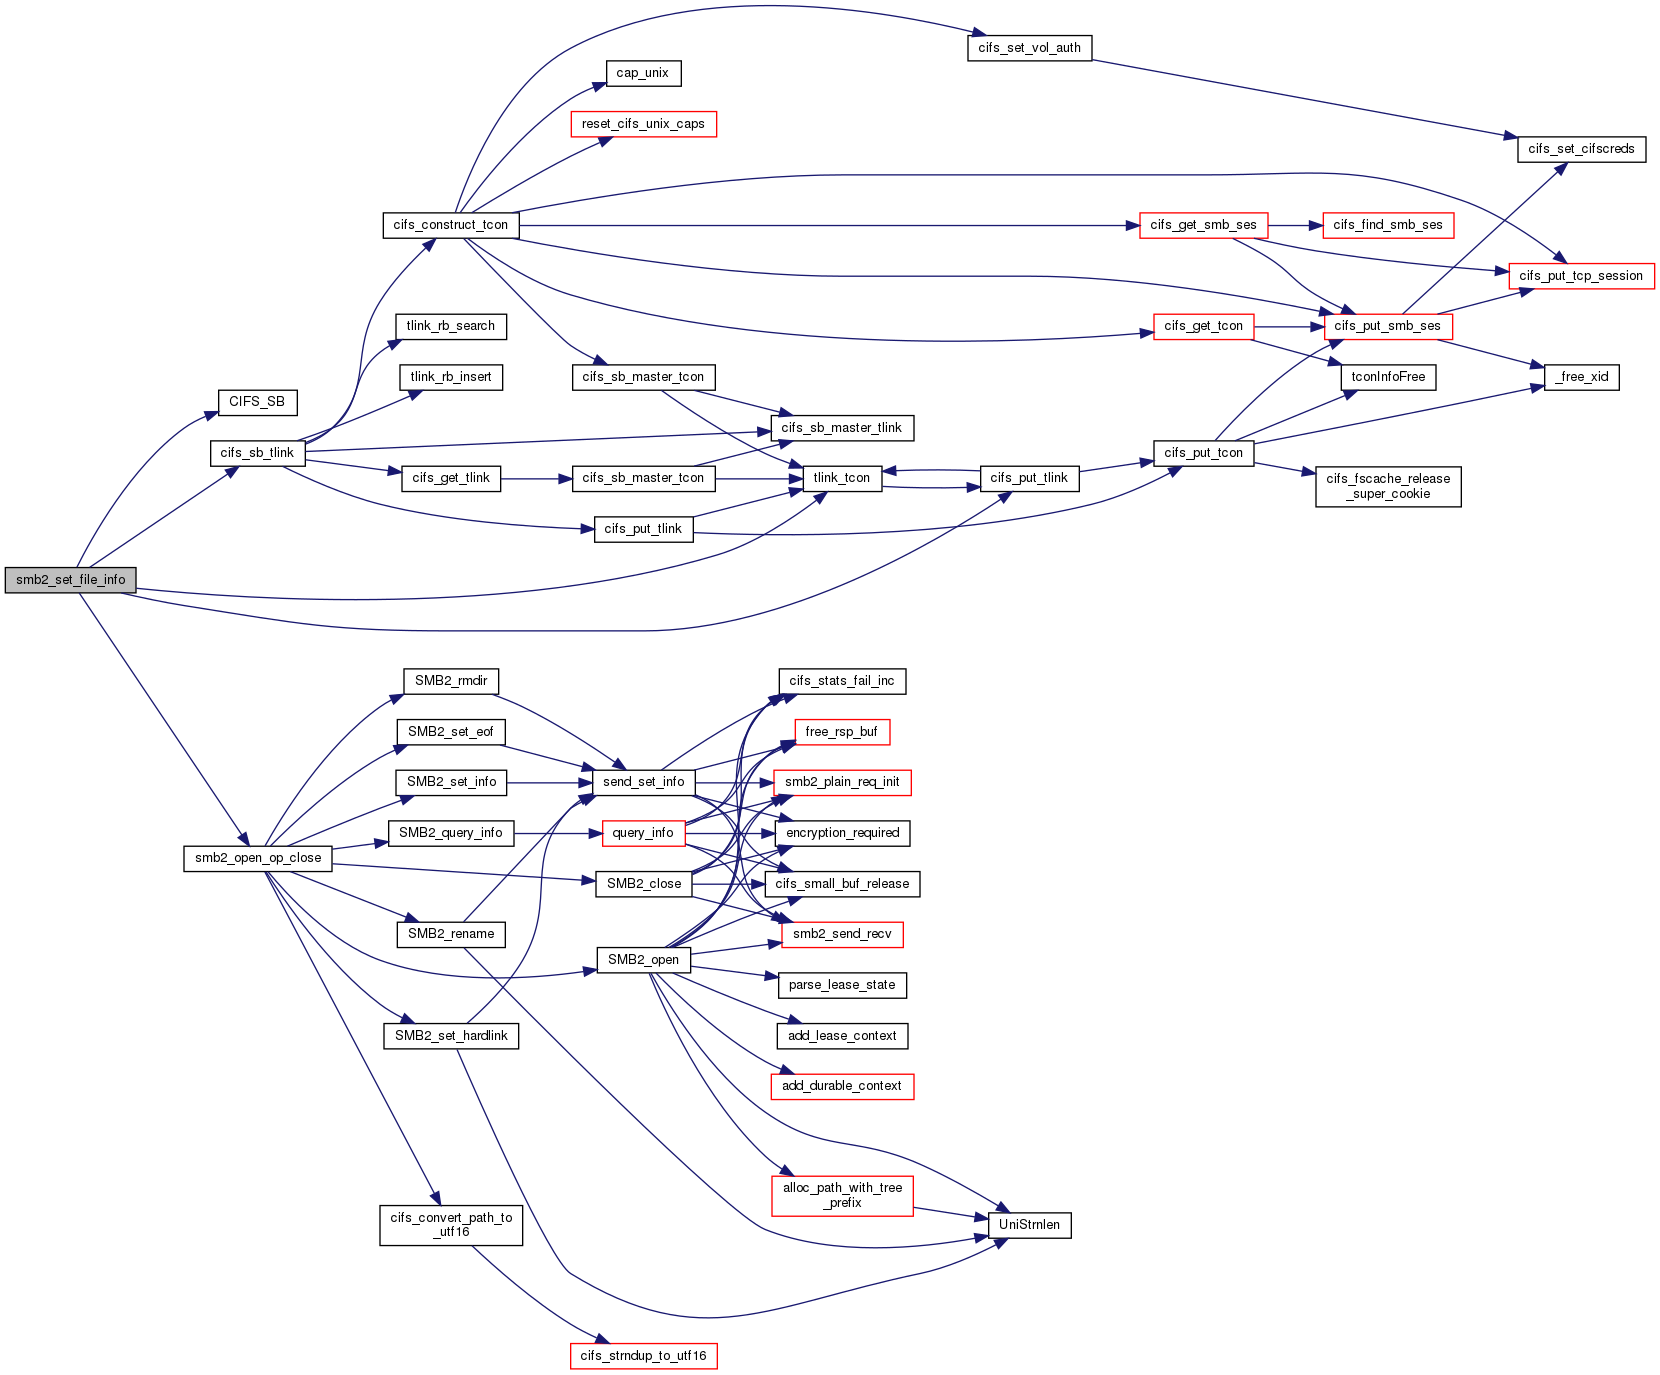 cifs_set_vol_auth
cap_unix
reset_cifs_unix_caps
cifs_set_cifscreds
cifs_construct_tcon
cifs_get_smb_ses
cifs_find_smb_ses
cifs_put_tcp_session
tlink_rb_search
cifs_get_tcon
cifs_put_smb_ses
tlink_rb_insert
cifs_sb_master_tcon
tconInfoFree
_free_xid
CIFS_SB
cifs_sb_master_tlink
cifs_sb_tlink
cifs_put_tcon
cifs_get_tlink
cifs_sb_master_tcon
tlink_tcon
cifs_put_tlink
cifs_fscache_release
_super_cookie
cifs_put_tlink
smb2_set_file_info
SMB2_rmdir
cifs_stats_fail_inc
SMB2_set_eof
free_rsp_buf
SMB2_set_info
send_set_info
smb2_plain_req_init
SMB2_query_info
query_info
encryption_required
smb2_open_op_close
SMB2_close
cifs_small_buf_release
SMB2_rename
smb2_send_recv
SMB2_open
parse_lease_state
SMB2_set_hardlink
add_lease_context
add_durable_context
alloc_path_with_tree
_prefix
cifs_convert_path_to
_utf16
UniStrnlen
cifs_strndup_to_utf16